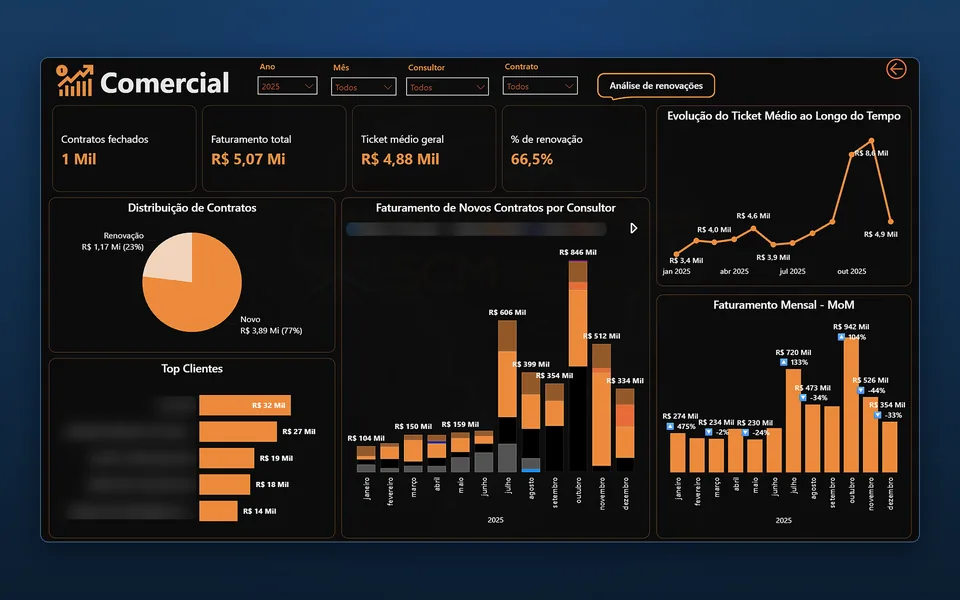 Comercial
Ano
2025
Mês
Todos
Consultor
Todos
Contrato
Todos
Análise de renovações
Contratos fechados
1 Mil
Faturamento total
R$ 5,07 Mi
Ticket médio geral
R$ 4,88 Mil
% de renovação
66,5%
Distribuição de Contratos
Renovação
R$ 1,17 Mi (23%)
Novo
R$ 3,89 Mi (77%)
Top Clientes
R$ 32 Mil
R$ 27 Mil
R$ 19 Mil
R$ 18 Mil
R$ 14 Mil
Faturamento de Novos Contratos por Consultor
R$ 104 Mil
R$ 150 Mil
R$ 159 Mil
R$ 606 Mil
R$ 399 Mil
R$ 354 Mil
R$ 846 Mil
R$ 512 Mil
R$ 334 Mil
janeiro
fevereiro
março
abril
maio
junho
julho
agosto
setembro
outubro
novembro
dezembro
2025
Evolução do Ticket Médio ao Longo do Tempo
R$ 3,4 Mil
R$ 4,0 Mil
R$ 4,6 Mil
R$ 3,9 Mil
R$ 8,6 Mil
R$ 4,9 Mil
jan 2025
abr 2025
jul 2025
out 2025
Faturamento Mensal - MoM
R$ 274 Mil
475%
R$ 234 Mil
-2%
R$ 230 Mil
-24%
R$ 720 Mil
133%
R$ 473 Mil
-34%
R$ 942 Mil
104%
R$ 526 Mil
-44%
R$ 354 Mil
-33%
janeiro
fevereiro
março
abril
maio
junho
julho
agosto
setembro
outubro
novembro
dezembro
2025